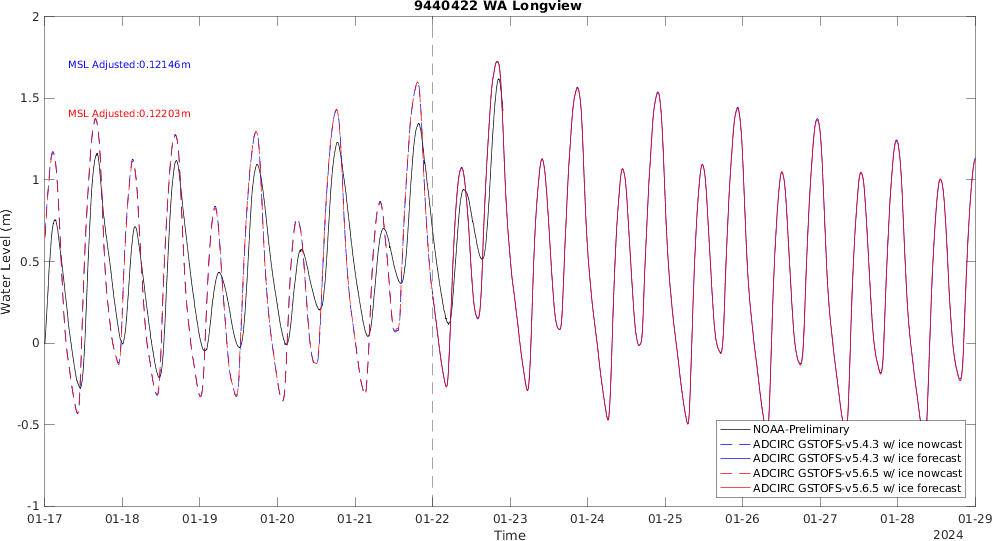 9440422 WA Longview
2
1.5
1
0.5
0
-0.5
-1
Water Level (m)
MSL Adjusted:0.12146m
MSL Adjusted:0.12203m
NOAA-Preliminary
ADCIRC GSTOFS-v5.4.3 w/ ice nowcast
ADCIRC GSTOFS-v5.4.3 w/ ice forecast
ADCIRC GSTOFS-v5.6.5 w/ ice nowcast
ADCIRC GSTOFS-v5.6.5 w/ ice forecast
01-17 01-18 01-19 01-20 01-21 01-22 01-23 01-24 01-25 01-26 01-27 01-28 01-29
Time
2024